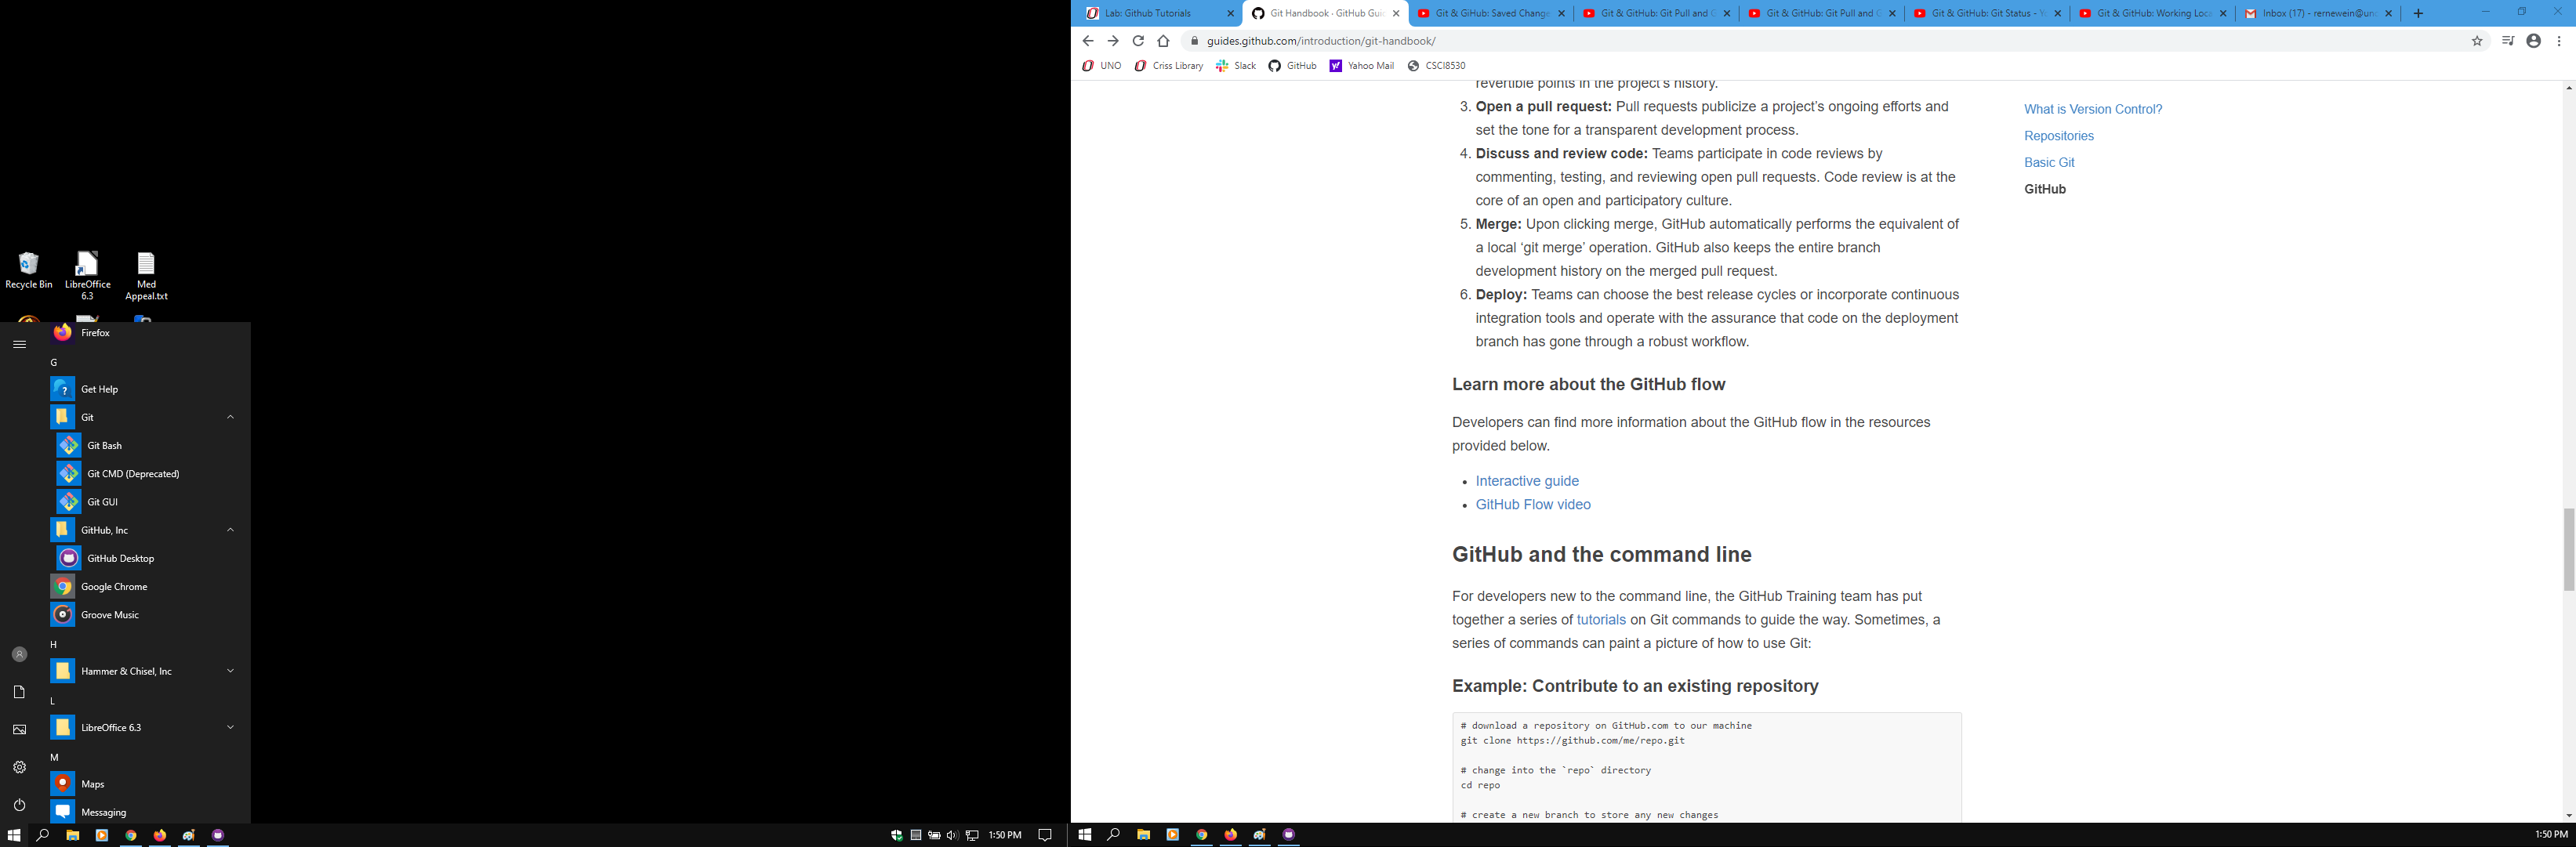 Recycle Bin
LibreOffice 6.3
Med Appeal.txt
Firefox
G
Get Help
Git
Git Bash
Git CMD (Deprecated)
Git GUI
GitHub, Inc
GitHub Desktop
Google Chrome
Groove Music
H
Hammer & Chisel, Inc
L
LibreOffice 6.3
M
Maps
Messaging
1:50 PM
Lab: Github Tutorials
Git Handbook · GitHub Gui
Git & GiHub: Saved Change
Git & GitHub: Git Pull and
Git & GitHub: Git Pull and
Git & GitHub: Git Status -
Git & GitHub: Working Loc
Inbox (17) - rernewein@un
guides.github.com/introduction/git-handbook/
UNO
Criss Library
Slack
GitHub
Yahoo Mail
CSCI8530
revertible points in the project's history.
3. Open a pull request: Pull requests publicize a project’s ongoing efforts and
set the tone for a transparent development process.
4. Discuss and review code: Teams participate in code reviews by
commenting, testing, and reviewing open pull requests. Code review is at the
core of an open and participatory culture.
5. Merge: Upon clicking merge, GitHub automatically performs the equivalent of
a local ‘git merge’ operation. GitHub also keeps the entire branch
development history on the merged pull request.
6. Deploy: Teams can choose the best release cycles or incorporate continuous
integration tools and operate with the assurance that code on the deployment
branch has gone through a robust workflow.
Learn more about the GitHub flow
Developers can find more information about the GitHub flow in the resources
provided below.
• Interactive guide
• GitHub Flow video
GitHub and the command line
For developers new to the command line, the GitHub Training team has put
together a series of tutorials on Git commands to guide the way. Sometimes, a
series of commands can paint a picture of how to use Git:
Example: Contribute to an existing repository
# download a repository on GitHub.com to our machine
git clone https://github.com/me/repo.git
# change into the `repo` directory
cd repo
# create a new branch to store any new changes
What is Version Control?
Repositories
Basic Git
GitHub
1:50 PM